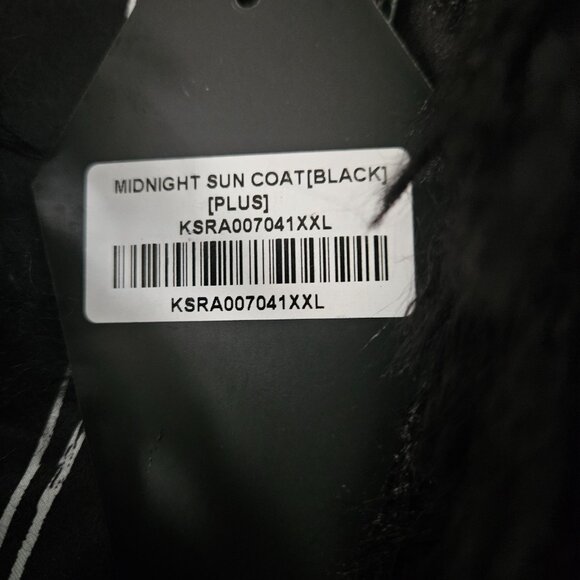 MIDNIGHT SUN COAT[BLACK]
[PLUS]
KSRA007041XXL
KSRA007041XXL